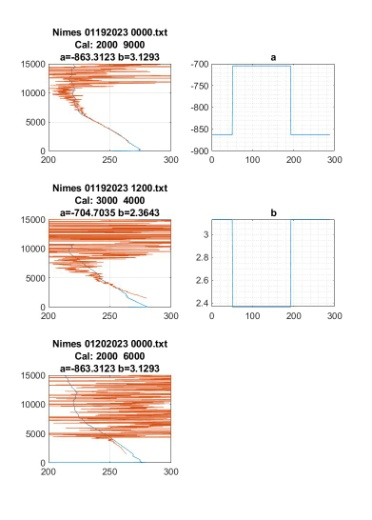 Nimes 01192023 0000.txt
Cal: 2000 9000
a=-863.3123 b=3.1293
15000
10000
5000
0
200 250 300
a
-700
-750
-800
-850
-900
0 100 200 300
Nimes 01192023 1200.txt
Cal: 3000 4000
a=-704.7035 b=2.3643
15000
10000
5000
0
200 250 300
b
3
2.8
2.6
2.4
0 100 200 300
Nimes 01202023 0000.txt
Cal: 2000 6000
a=-863.3123 b=3.1293
15000
10000
5000
0
200 250 300